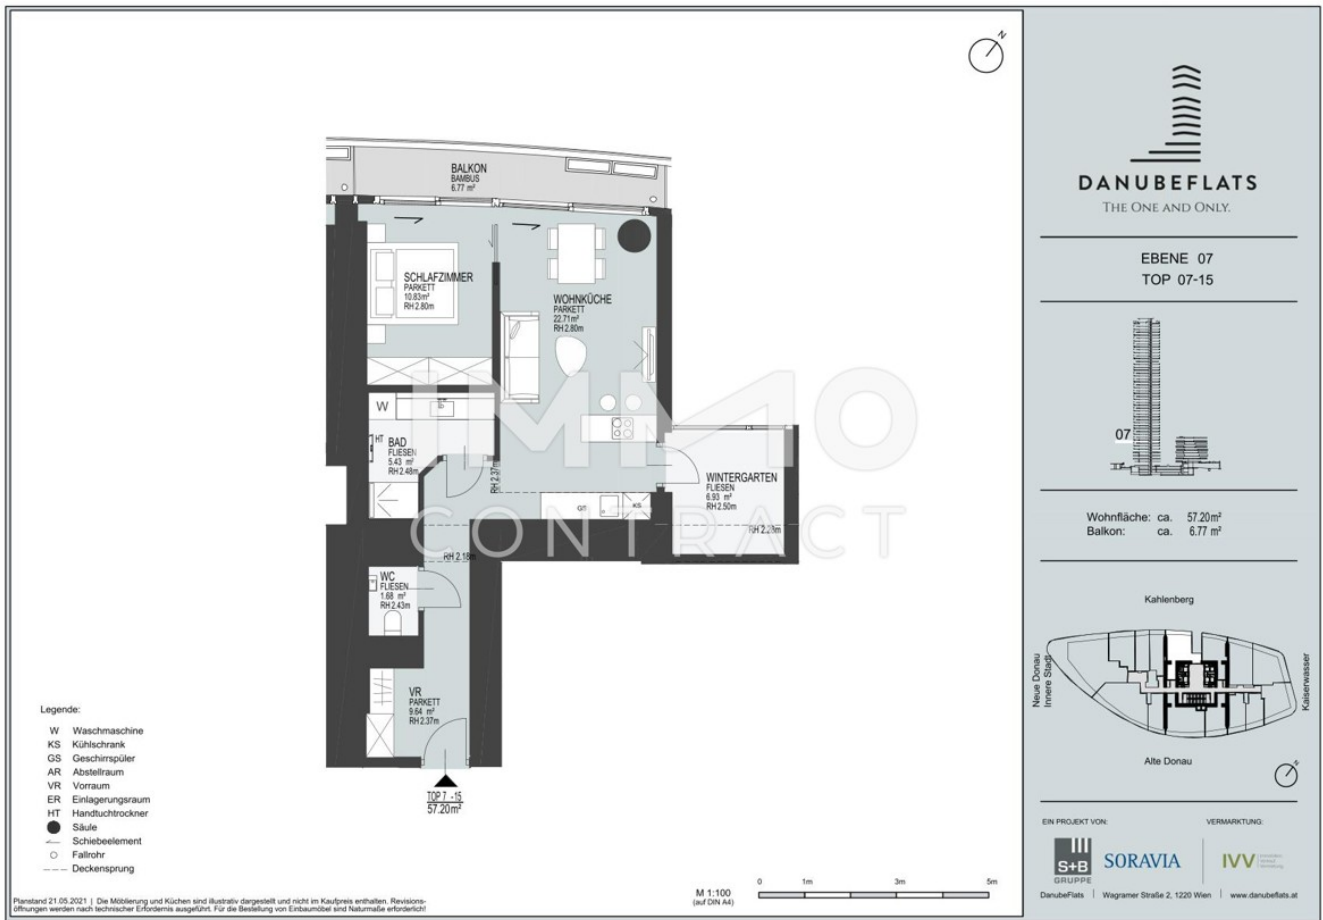 N
BALKON
BAMBUS
6.77 m²
SCHLAFZIMMER
PARKETT
10.83m²
RH 2.80m
WOHNKÜCHE
PARKETT
22.71m²
RH 2.80m
IMMO
CONTRACT
W
HT
BAD
FLIESEN
5.43 m²
RH 2.48m
RH 2.37m
WINTERGARTEN
FLIESEN
6.93 m²
RH 2.50m
RH 2.28m
GS
KS
RH 2.18m
WC
FLIESEN
1.68 m²
RH 2.43m
VR
PARKETT
9.64 m²
RH 2.37m
TOP 7 -15
57.20m²
Legende:
W Waschmaschine
KS Kühlschrank
GS Geschirrspüler
AR Abstellraum
VR Vorraum
ER Einlagerungsraum
HT Handtuchtrockner
Säule
Schiebeelement
Fallrohr
Deckensprung
Planstand 21.05.2021 | Die Möblierung und Küchen sind illustrativ dargestellt und nicht im Kaufpreis enthalten. Revisions-
öffnungen werden nach technischer Erfordernis ausgeführt. Für die Bestellung von Einbaumöbel sind Naturmaße erforderlich!
M 1:100
(auf DIN A4)
0 1m 3m 5m
DANUBEFLATS
THE ONE AND ONLY.
EBENE 07
TOP 07-15
07
Wohnfläche: ca. 57.20m²
Balkon: ca. 6.77 m²
Kahlenberg
Neue Donau
Innere Stadt
Kaiserwasser
Alte Donau
N
EIN PROJEKT VON:
VERMARKTUNG:
S+B
GRUPPE
SORAVIA
IVV
DanubeFlats | Wagramer Straße 2, 1220 Wien | www.danubeflats.at